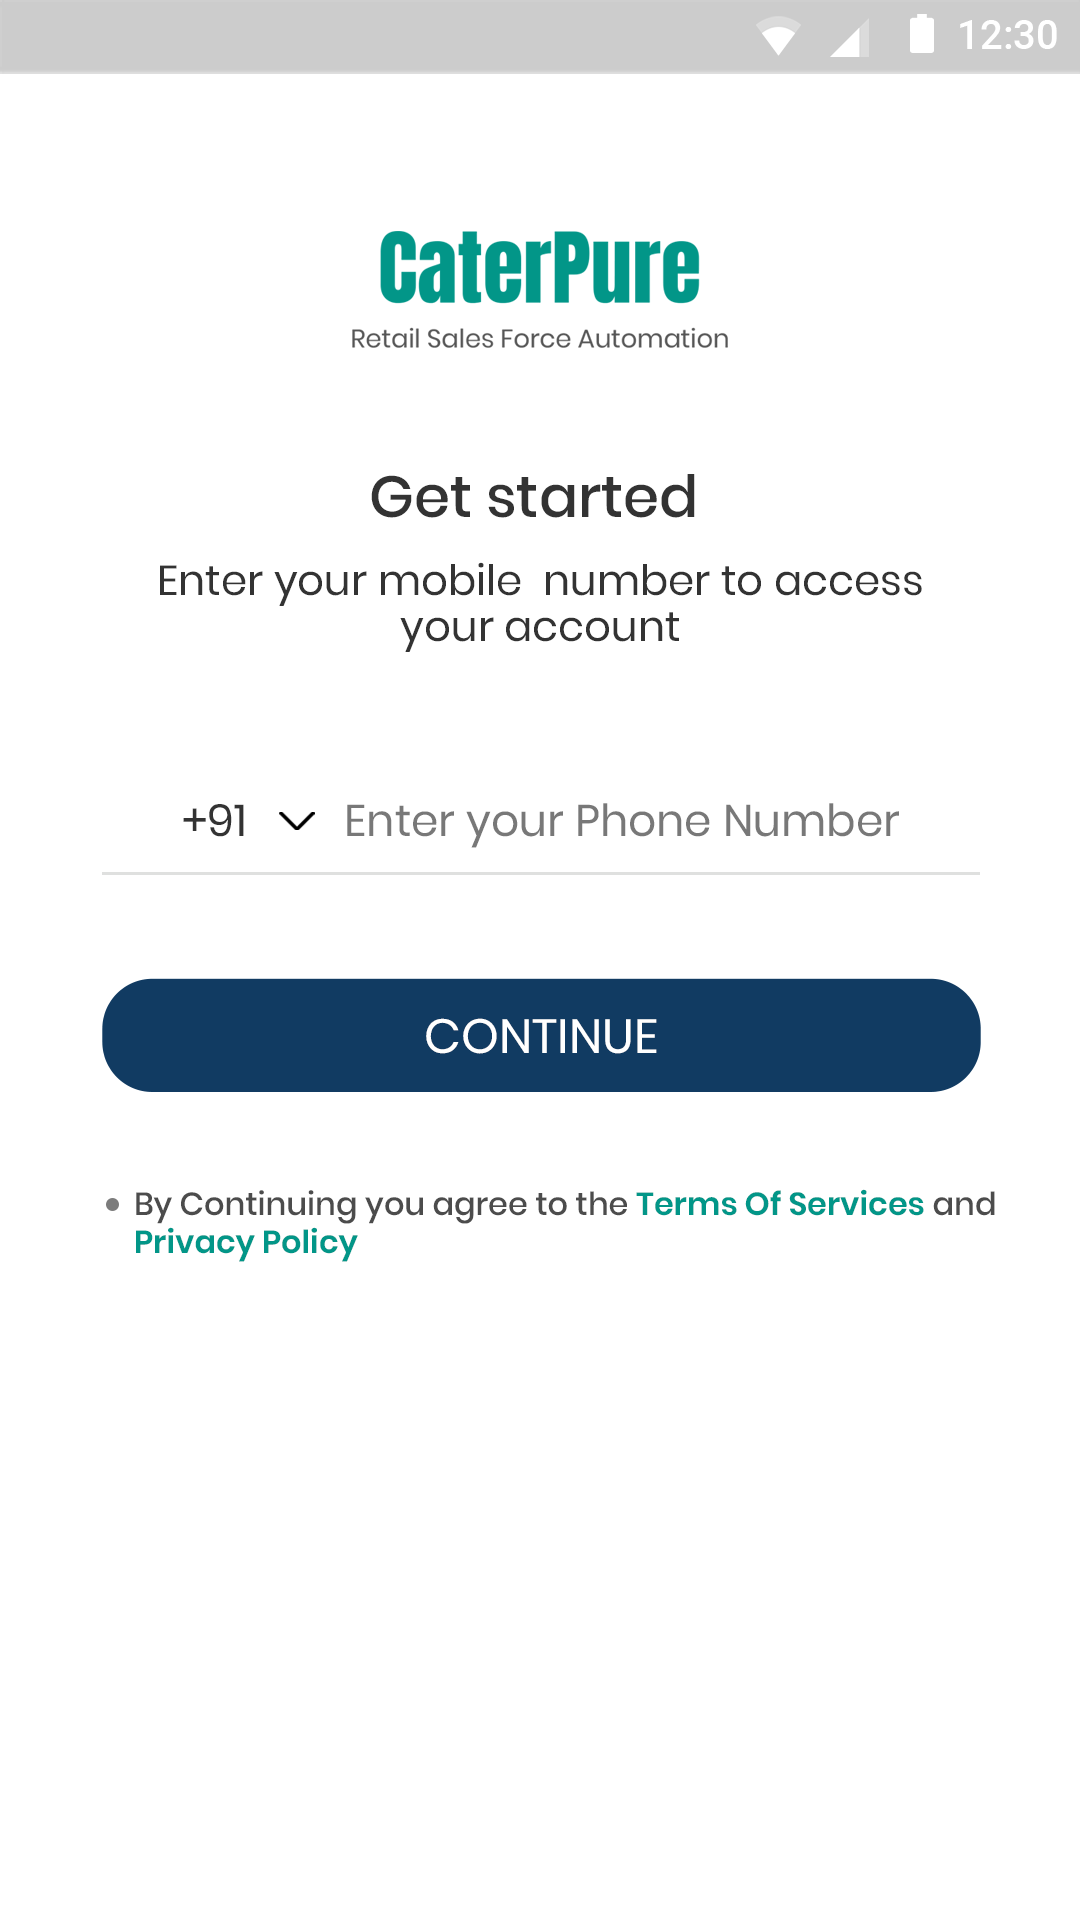 12:30
CaterPure
Retail Sales Force Automation
Get started
Enter your mobile  number to access
your account
+91 Enter your Phone Number
CONTINUE
• By Continuing you agree to the Terms Of Services and
Privacy Policy